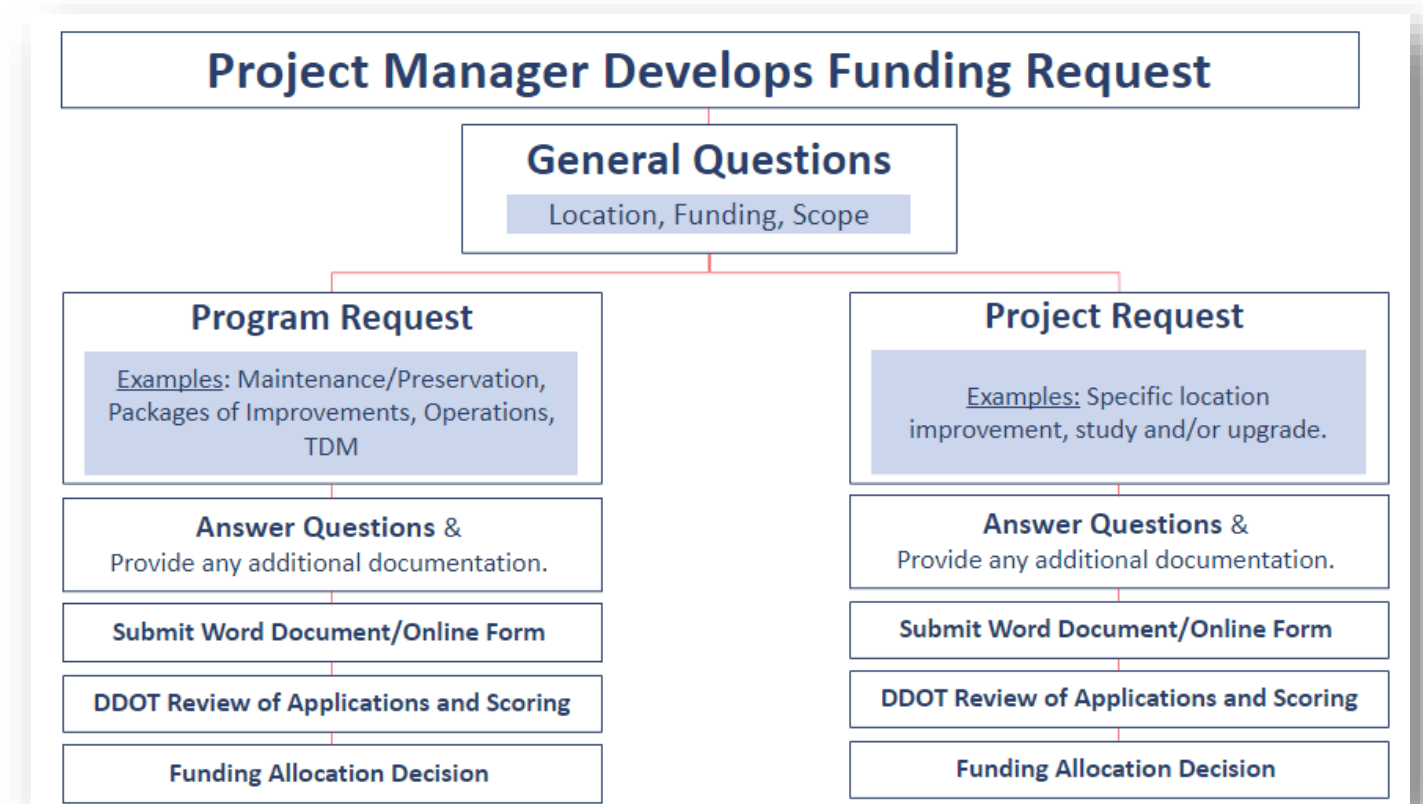 Project Manager Develops Funding Request
General Questions
Location, Funding, Scope
Program Request
Examples: Maintenance/Preservation,
Packages of Improvements, Operations,
TDM
Answer Questions &
Provide any additional documentation.
Submit Word Document/Online Form
DDOT Review of Applications and Scoring
Funding Allocation Decision
Project Request
Examples: Specific location
improvement, study and/or upgrade.
Answer Questions &
Provide any additional documentation.
Submit Word Document/Online Form
DDOT Review of Applications and Scoring
Funding Allocation Decision